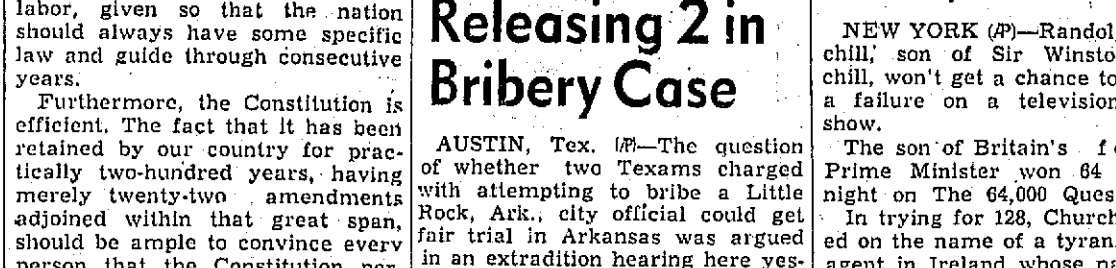 labor, given so that the nation
should always have some specific
law and guide through consecutive
years.
Furthermore, the Constitution is
efficient. The fact that it has been
retained by our country for prac-
tically two-hundred years, having
merely twenty-two amendments
adjoined within that great span,
should be ample to convince every
person that the Constitution per-
Releasing 2 in
Bribery Case
AUSTIN, Tex. (AP)—The question
of whether two Texams charged
with attempting to bribe a Little
Rock, Ark., city official could get
fair trial in Arkansas was argued
in an extradition hearing here yes-
NEW YORK (AP)—Randol
chill, son of Sir Winsto
chill, won't get a chance to
a failure on a television
show.
The son of Britain's f
Prime Minister won 64
night on The 64,000 Ques
In trying for 128, Church
ed on the name of a tyran
agent in Ireland whose